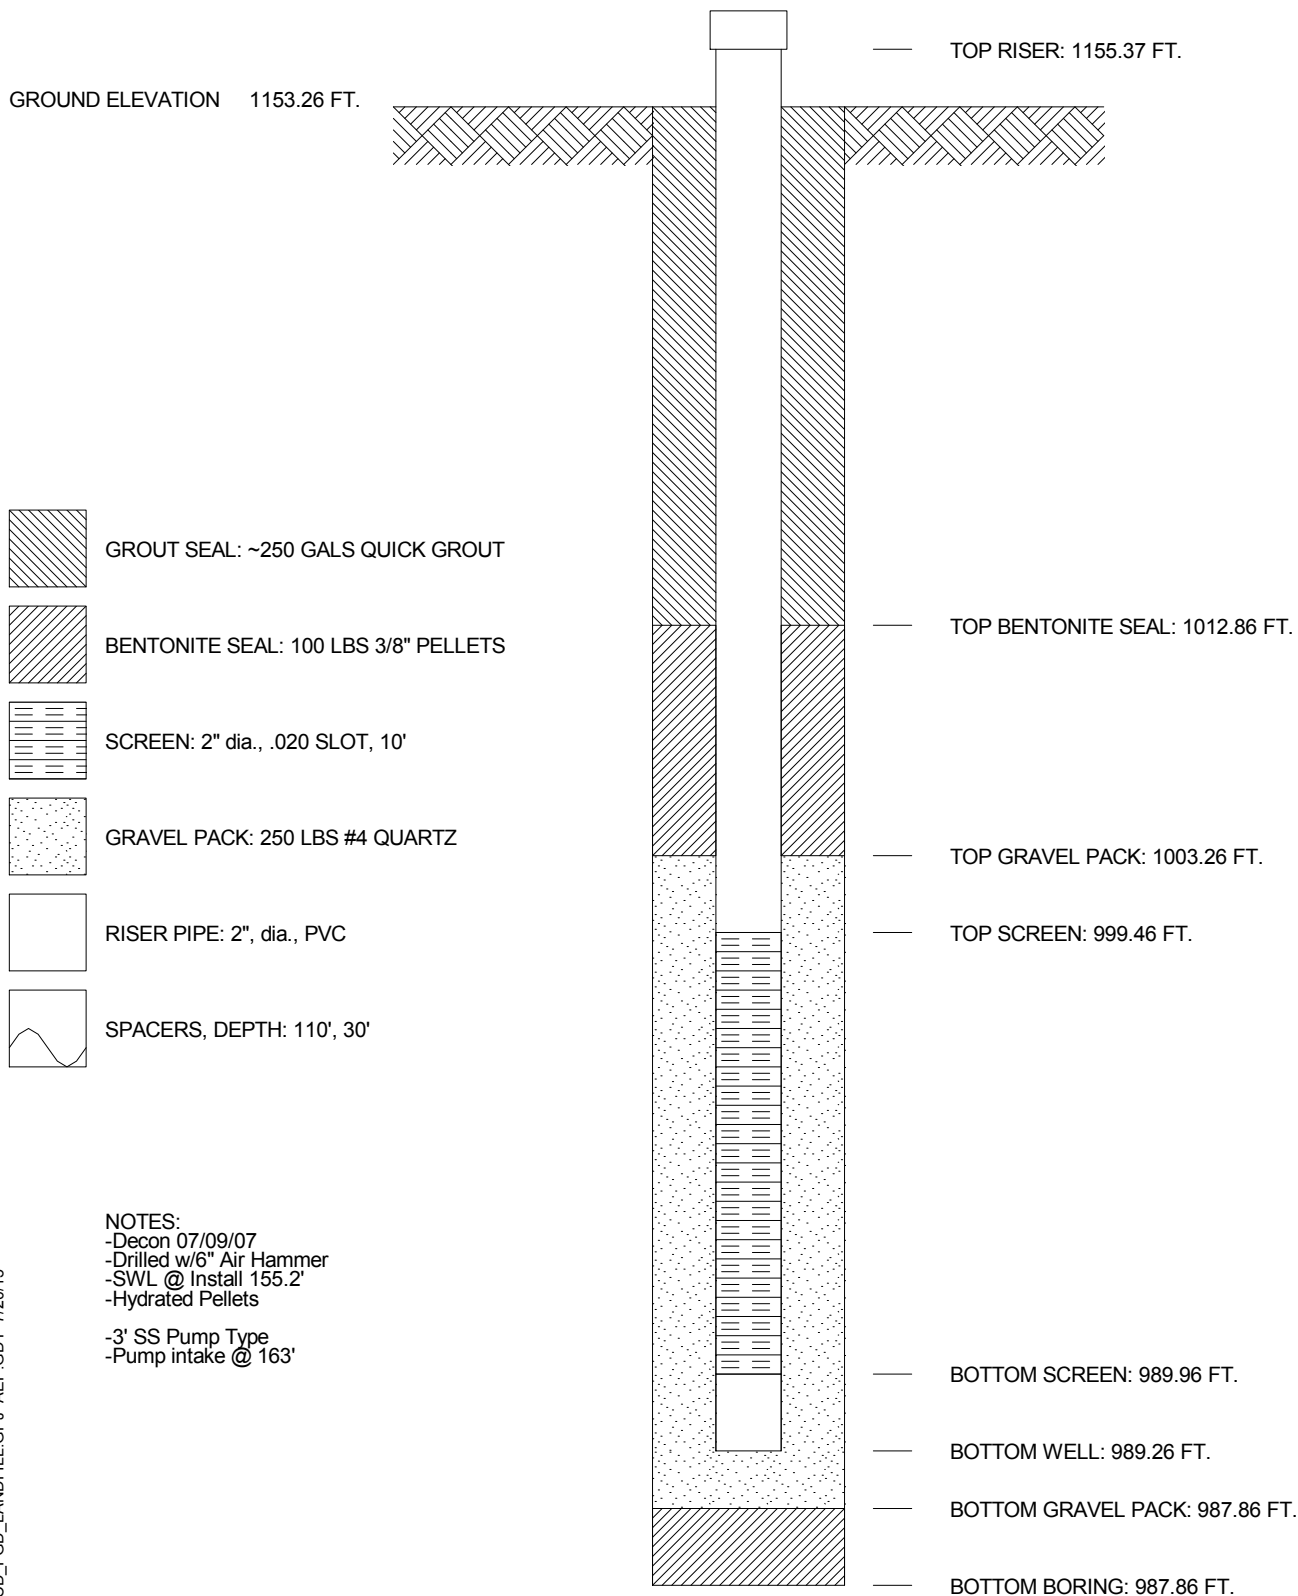 TOP RISER: 1155.37 FT.
GROUND ELEVATION 1153.26 FT.
GROUT SEAL: ~250 GALS QUICK GROUT
TOP BENTONITE SEAL: 1012.86 FT.
BENTONITE SEAL: 100 LBS 3/8" PELLETS
SCREEN: 2" dia., .020 SLOT, 10'
GRAVEL PACK: 250 LBS #4 QUARTZ
TOP GRAVEL PACK: 1003.26 FT.
RISER PIPE: 2", dia., PVC
TOP SCREEN: 999.46 FT.
SPACERS, DEPTH: 110', 30'
NOTES:
-Decon 07/09/07
-Drilled w/6" Air Hammer
-SWL @ Install 155.2'
-Hydrated Pellets
-3' SS Pump Type
-Pump intake @ 163'
BOTTOM SCREEN: 989.96 FT.
BOTTOM WELL: 989.26 FT.
BOTTOM GRAVEL PACK: 987.86 FT.
BOTTOM BORING: 987.86 FT.